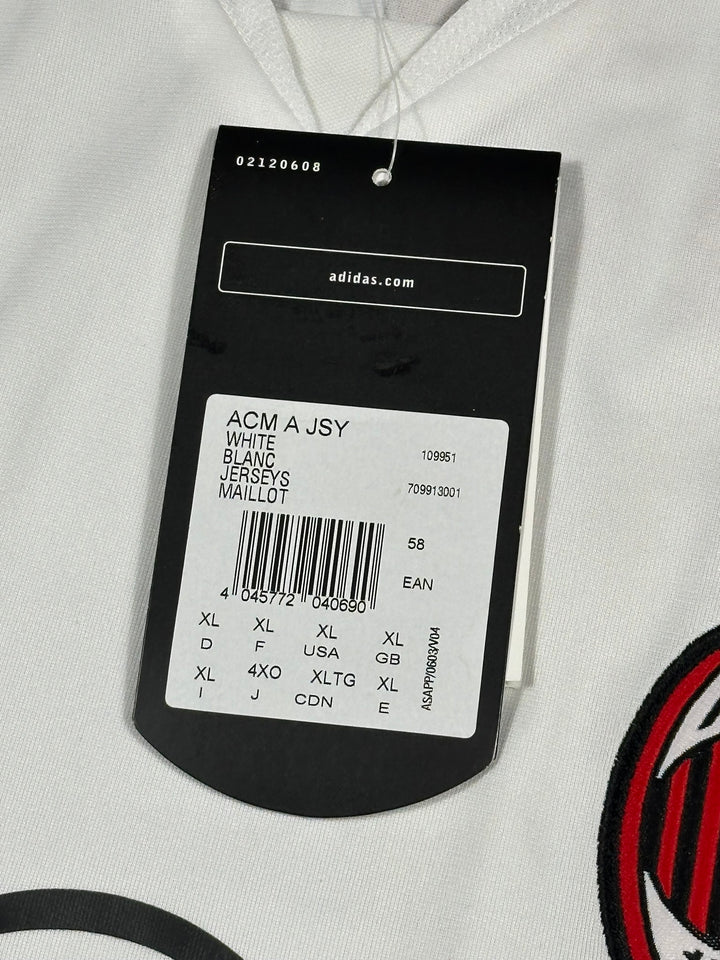 02120608
adidas.com
ACM A JSY
WHITE
BLANC 109951
JERSEYS
MAILLOT 709913001
58
EAN
4 045772 040690
XL XL XL XL
D F USA GB
XL 4XO XLTG XL
I J CDN E
ASAPP/0603/V04